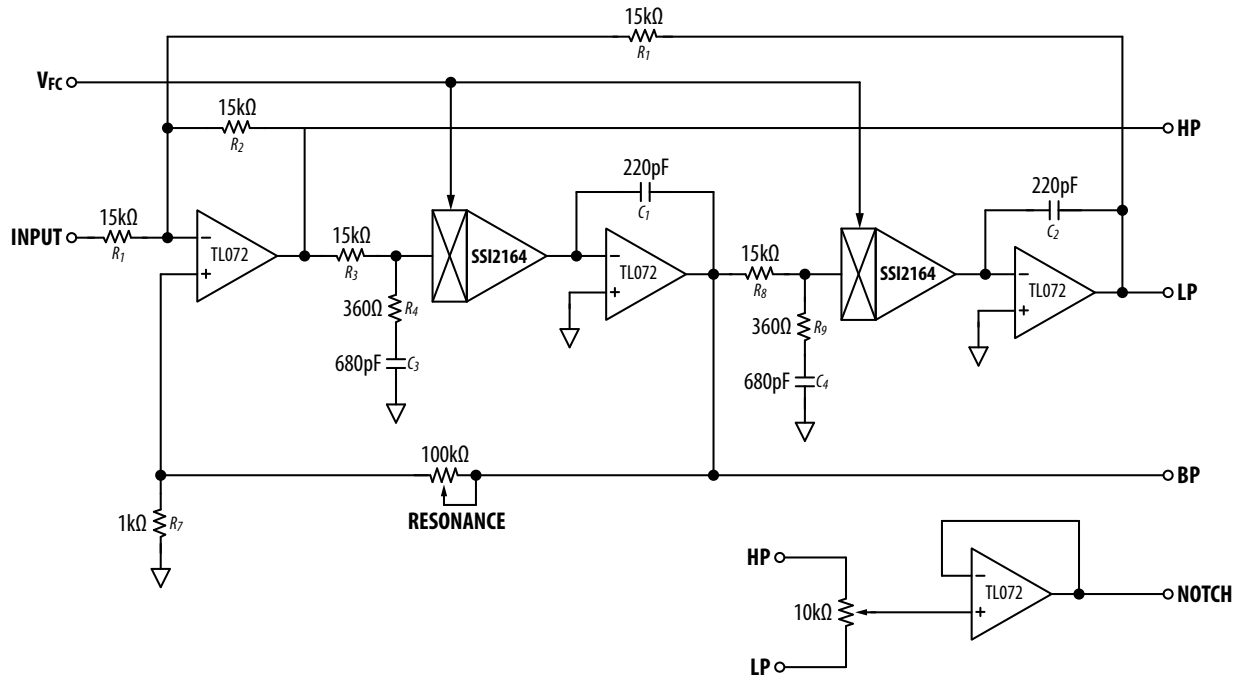 15kΩ
R1
VFC
15kΩ
R2
HP
220pF
C1
220pF
C2
INPUT
15kΩ
R1
TL072
15kΩ
R3
SSI2164
TL072
15kΩ
R8
SSI2164
TL072
LP
360Ω
R4
360Ω
R9
680pF
C3
680pF
C4
100kΩ
BP
RESONANCE
1kΩ
R7
HP
10kΩ
TL072
NOTCH
LP